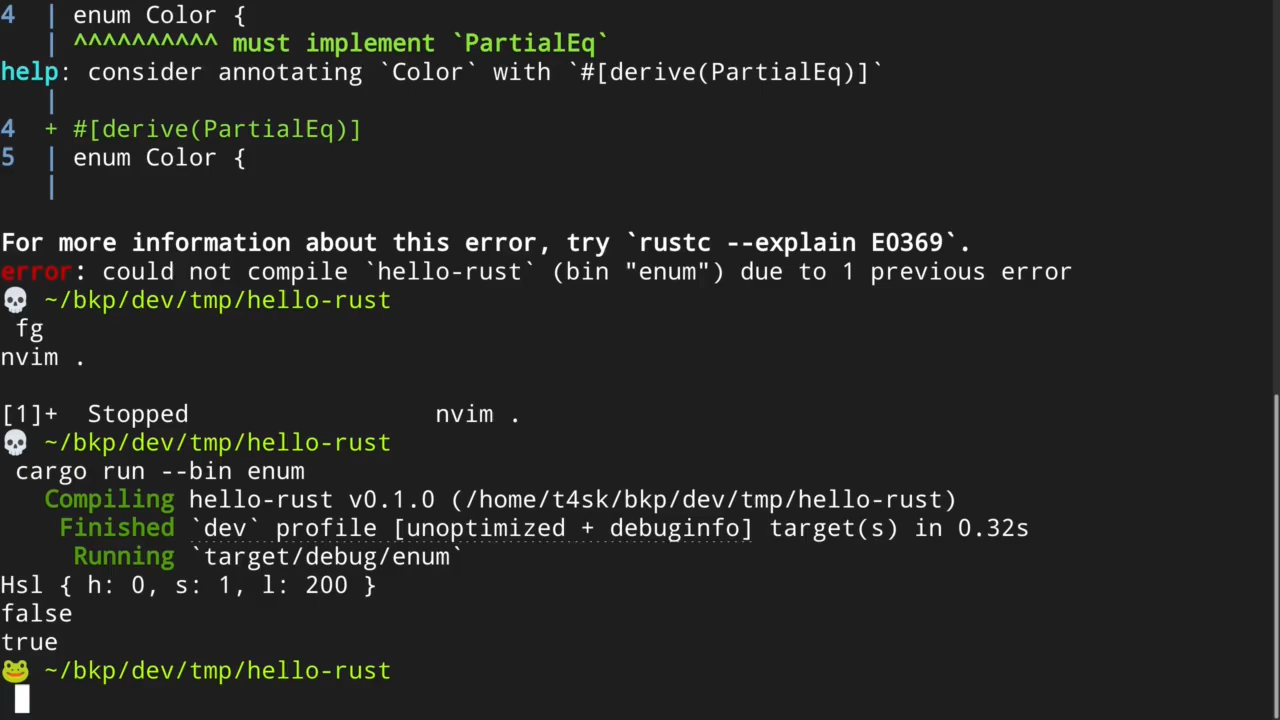 4  | enum Color {
   | ^^^^^^^^^^ must implement `PartialEq`
help: consider annotating `Color` with `#[derive(PartialEq)]`
   |
4  + #[derive(PartialEq)]
5  | enum Color {
   |
For more information about this error, try `rustc --explain E0369`.
error: could not compile `hello-rust` (bin "enum") due to 1 previous error
💀 ~/bkp/dev/tmp/hello-rust
 fg
nvim .
[1]+  Stopped                 nvim .
💀 ~/bkp/dev/tmp/hello-rust
 cargo run --bin enum
   Compiling hello-rust v0.1.0 (/home/t4sk/bkp/dev/tmp/hello-rust)
    Finished `dev` profile [unoptimized + debuginfo] target(s) in 0.32s
     Running `target/debug/enum`
Hsl { h: 0, s: 1, l: 200 }
false
true
🐸 ~/bkp/dev/tmp/hello-rust